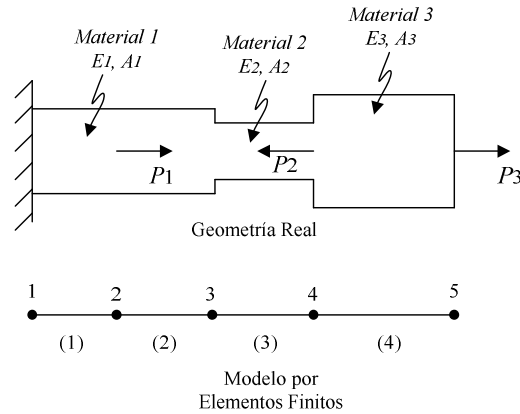 Material 1
E1, A1
Material 2
E2, A2
Material 3
E3, A3
P1
P2
P3
Geometría Real
1 2 3 4 5
(1) (2) (3) (4)
Modelo por
Elementos Finitos